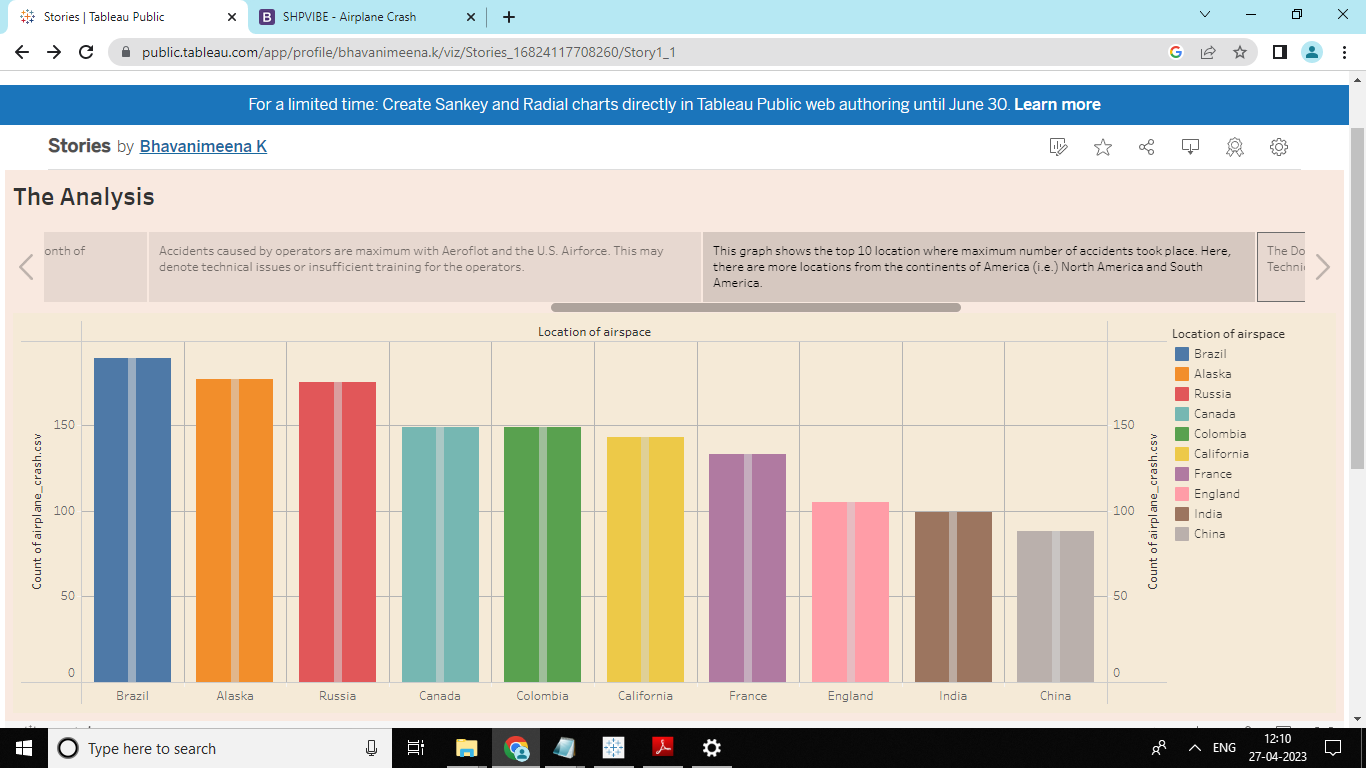 Stories | Tableau Public
SHPVIBE - Airplane Crash
public.tableau.com/app/profile/bhavanimeena.k/viz/Stories_16824117708260/Story1_1
For a limited time: Create Sankey and Radial charts directly in Tableau Public web authoring until June 30. Learn more
Stories by Bhavanimeena K
The Analysis
onth of
Accidents caused by operators are maximum with Aeroflot and the U.S. Airforce. This may
denote technical issues or insufficient training for the operators.
This graph shows the top 10 location where maximum number of accidents took place. Here,
there are more locations from the continents of America (i.e.) North America and South
America.
The Do
Techni
Location of airspace
Count of airplane_crash.csv
150
100
50
0
Brazil
Alaska
Russia
Canada
Colombia
California
France
England
India
China
150
100
50
0
Count of airplane_crash.csv
Location of airspace
Brazil
Alaska
Russia
Canada
Colombia
California
France
England
India
China
Type here to search
ENG
12:10
27-04-2023